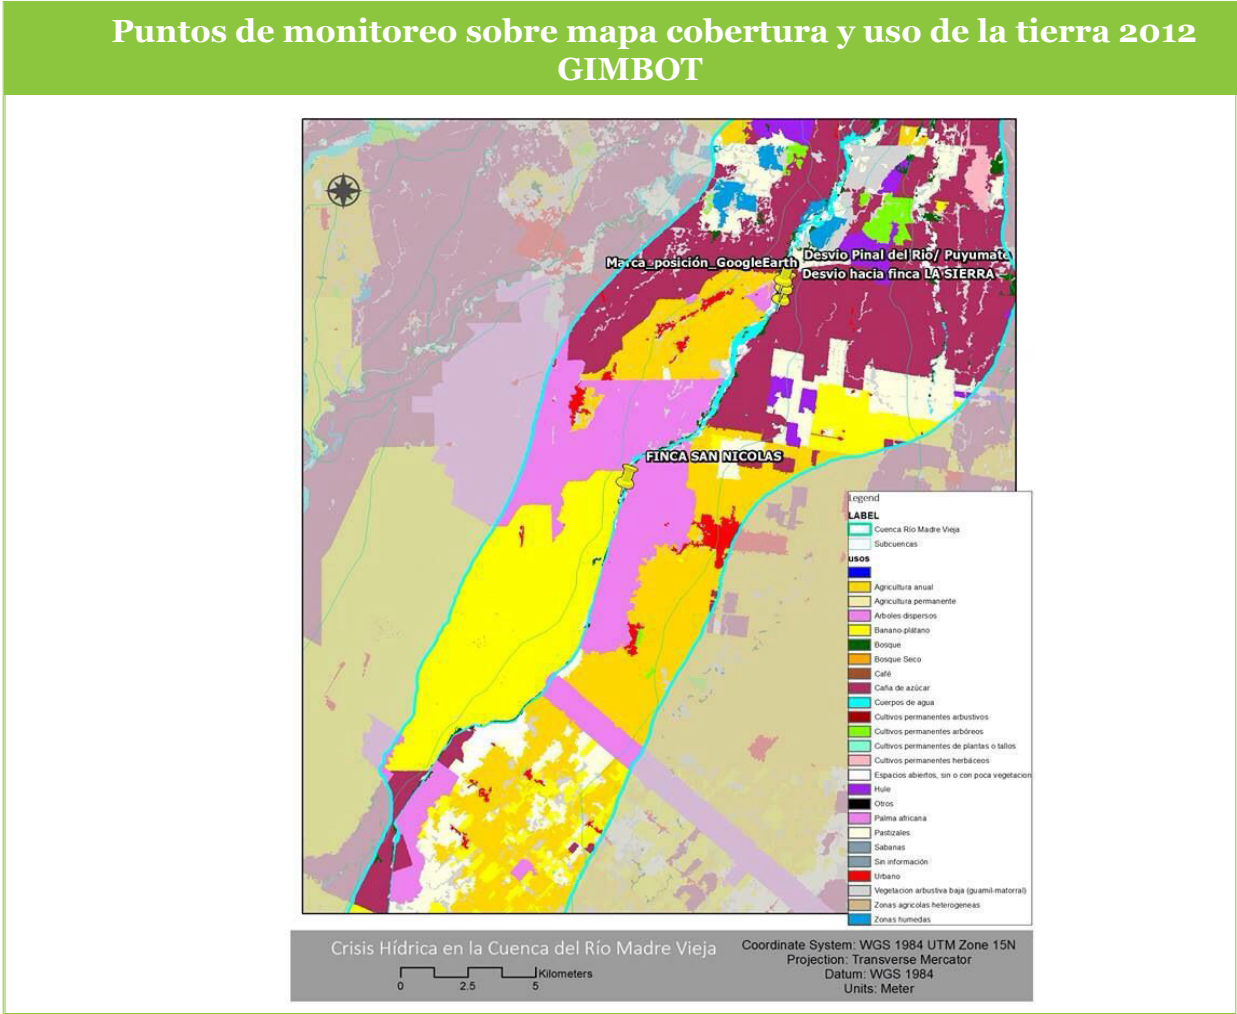 Puntos de monitoreo sobre mapa cobertura y uso de la tierra 2012
GIMBOT
Marca_posición_GoogleEarth
Desvio Pinal del Rio/ Puyumate
Desvio hacia finca LA SIERRA
FINCA SAN NICOLAS
Legend
LABEL
Cuenca Río Madre Vieja
Subcuencas
usos
Agricultura anual
Agricultura permanente
Arboles dispersos
Banano-plátano
Bosque
Bosque Seco
Café
Caña de azúcar
Cuerpos de agua
Cultivos permanentes arbustivos
Cultivos permanentes arbóreos
Cultivos permanentes de plantas o tallos
Cultivos permanentes herbáceos
Espacios abiertos, sin o con poca vegetacion
Hule
Otros
Palma africana
Pastizales
Sabanas
Sin información
Urbano
Vegetacion arbustiva baja (guamil-matorral)
Zonas agricolas heterogeneas
Zonas humedas
Crisis Hídrica en la Cuenca del Río Madre Vieja
Kilometers
0 2.5 5
Coordinate System: WGS 1984 UTM Zone 15N
Projection: Transverse Mercator
Datum: WGS 1984
Units: Meter